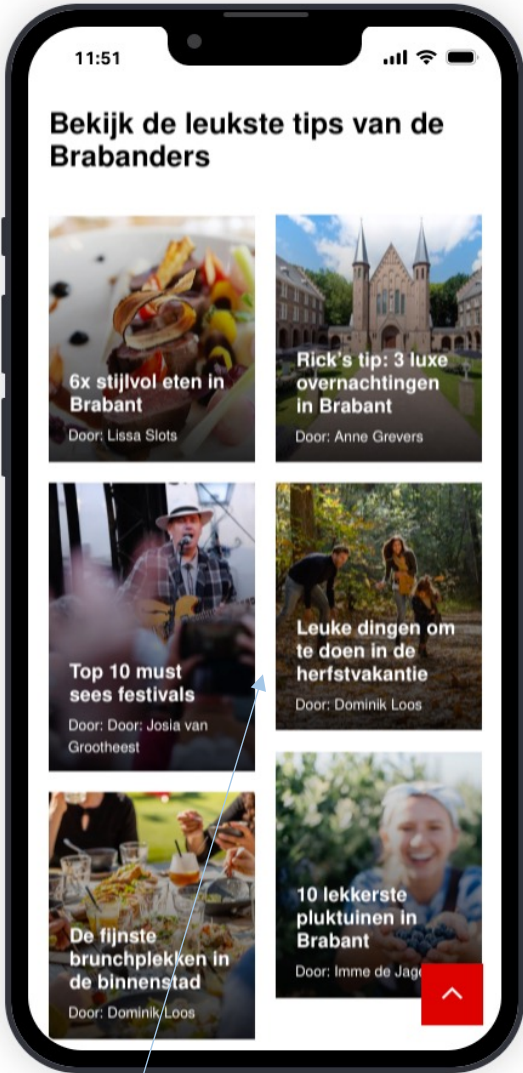 11:51
Bekijk de leukste tips van de
Brabanders
6x stijlvol eten in
Brabant
Door: Lissa Slots
Rick's tip: 3 luxe
overnachtingen
in Brabant
Door: Anne Grevers
Top 10 must
sees festivals
Door: Door: Josia van
Grootheest
Leuke dingen om
te doen in de
herfstvakantie
Door: Dominik Loos
De fijnste
brunchplekken in
de binnenstad
Door: Dominik Loos
10 lekkerste
pluktuinen in
Brabant
Door: Imme de